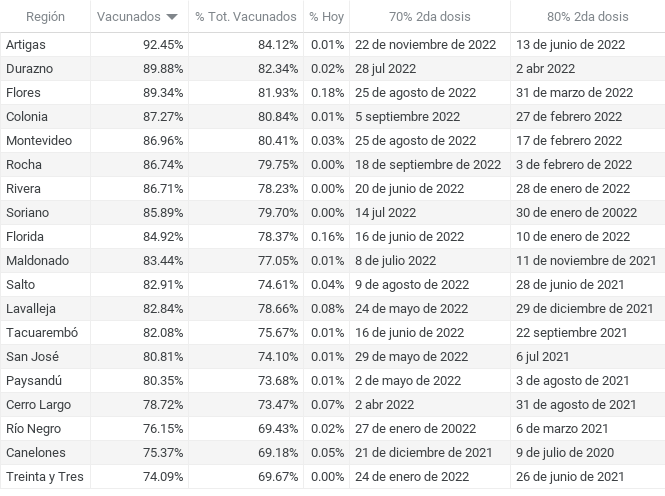 Región Vacunados % Tot. Vacunados % Hoy 70% 2da dosis 80% 2da dosis
Artigas 92.45% 84.12% 0.01% 22 de noviembre de 2022 13 de junio de 2022
Durazno 89.88% 82.34% 0.02% 28 jul 2022 2 abr 2022
Flores 89.34% 81.93% 0.18% 25 de agosto de 2022 31 de marzo de 2022
Colonia 87.27% 80.84% 0.01% 5 septiembre 2022 27 de febrero 2022
Montevideo 86.96% 80.41% 0.03% 25 de agosto de 2022 17 de febrero 2022
Rocha 86.74% 79.75% 0.00% 18 de septiembre de 2022 3 de febrero de 2022
Rivera 86.71% 78.23% 0.00% 20 de junio de 2022 28 de enero de 2022
Soriano 85.89% 79.70% 0.00% 14 jul 2022 30 de enero de 20022
Florida 84.92% 78.37% 0.16% 16 de junio de 2022 10 de enero de 2022
Maldonado 83.44% 77.05% 0.01% 8 de julio 2022 11 de noviembre de 2021
Salto 82.91% 74.61% 0.04% 9 de agosto de 2022 28 de junio de 2021
Lavalleja 82.84% 78.66% 0.08% 24 de mayo de 2022 29 de diciembre de 2021
Tacuarembó 82.08% 75.67% 0.01% 16 de junio de 2022 22 septiembre 2021
San José 80.81% 74.10% 0.01% 29 de mayo de 2022 6 jul 2021
Paysandú 80.35% 73.68% 0.01% 2 de mayo de 2022 3 de agosto de 2021
Cerro Largo 78.72% 73.47% 0.07% 2 abr 2022 31 de agosto de 2021
Río Negro 76.15% 69.43% 0.02% 27 de enero de 20022 6 de marzo de 2021
Canelones 75.37% 69.18% 0.05% 21 de diciembre de 2021 9 de julio de 2020
Treinta y Tres 74.09% 69.67% 0.00% 24 de enero de 2022 26 de junio de 2021